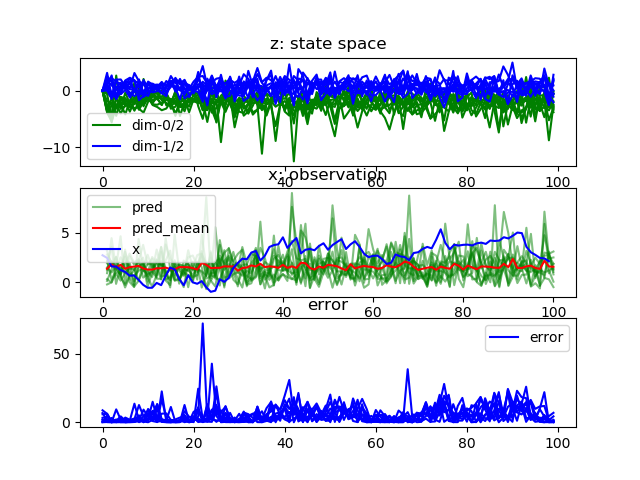 z: state space
0
−10
dim-0/2
dim-1/2
0 20 40 60 80 100
x: observation
5
0
pred
pred_mean
x
0 20 40 60 80 100
error
50
0
error
0 20 40 60 80 100